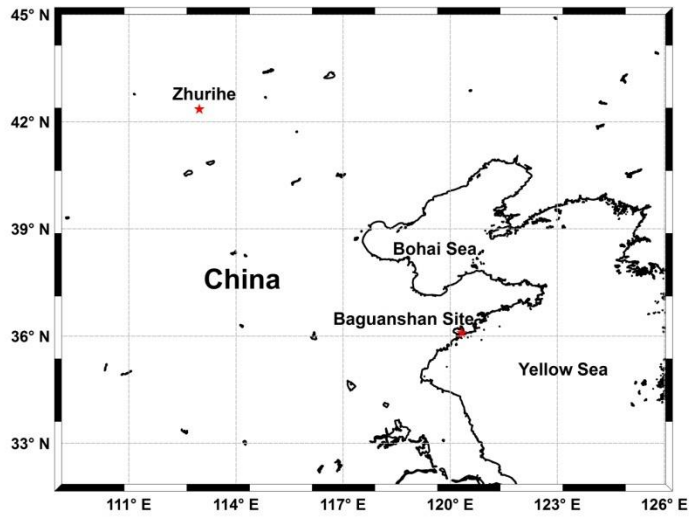 45° N
Zhurihe
42° N
39° N
Bohai Sea
China
Baguanshan Site
36° N
Yellow Sea
33° N
111° E 114° E 117° E 120° E 123° E 126° E